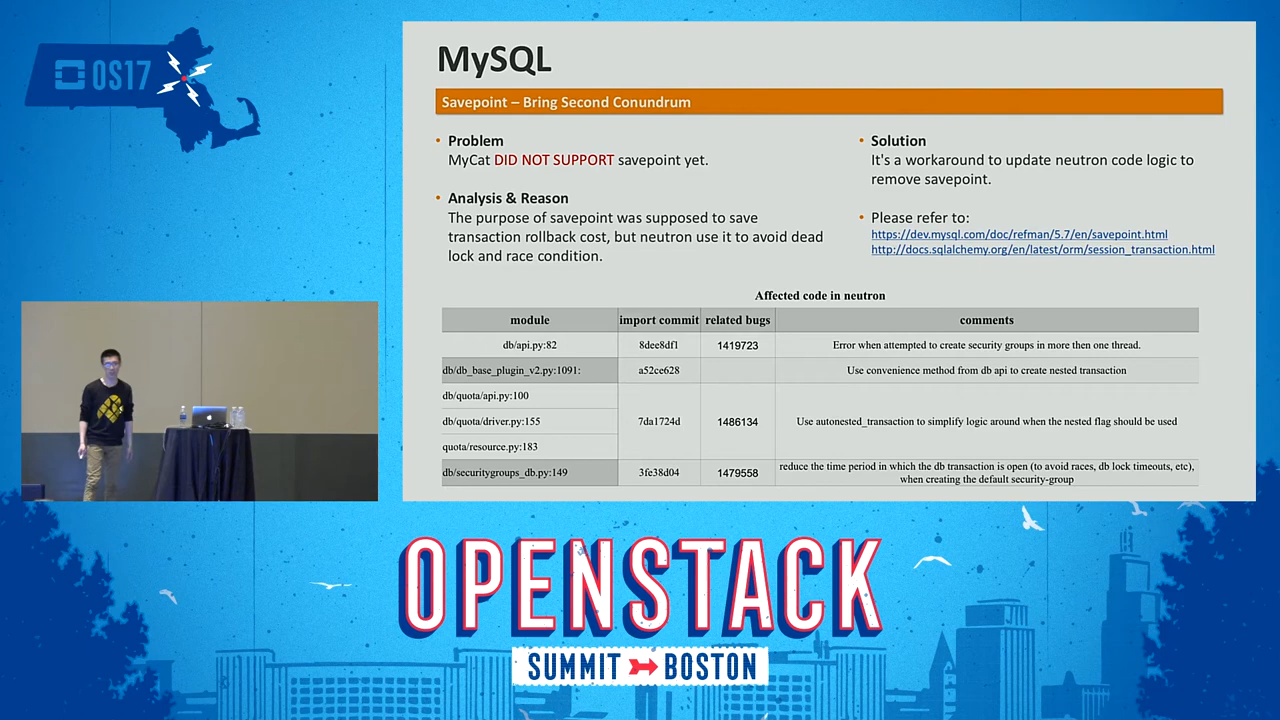 OS17
MySQL
Savepoint – Bring Second Conundrum
• Problem
MyCat DID NOT SUPPORT savepoint yet.
• Analysis & Reason
The purpose of savepoint was supposed to save
transaction rollback cost, but neutron use it to avoid dead
lock and race condition.
• Solution
It's a workaround to update neutron code logic to
remove savepoint.
• Please refer to:
https://dev.mysql.com/doc/refman/5.7/en/savepoint.html
http://docs.sqlalchemy.org/en/latest/orm/session_transaction.html
Affected code in neutron
module import commit related bugs comments
db/api.py:82 8dee8df1 1419723 Error when attempted to create security groups in more then one thread.
db/db_base_plugin_v2.py:1091: a52ce628 Use convenience method from db api to create nested transaction
db/quota/api.py:100
db/quota/driver.py:155 7da1724d 1486134 Use autonested_transaction to simplify logic around when the nested flag should be used
quota/resource.py:183
db/securitygroups_db.py:149 3fe38d04 1479558 reduce the time period in which the db transaction is open (to avoid races, db lock timeouts, etc),
when creating the default security-group
OPENSTACK
SUMMIT BOSTON